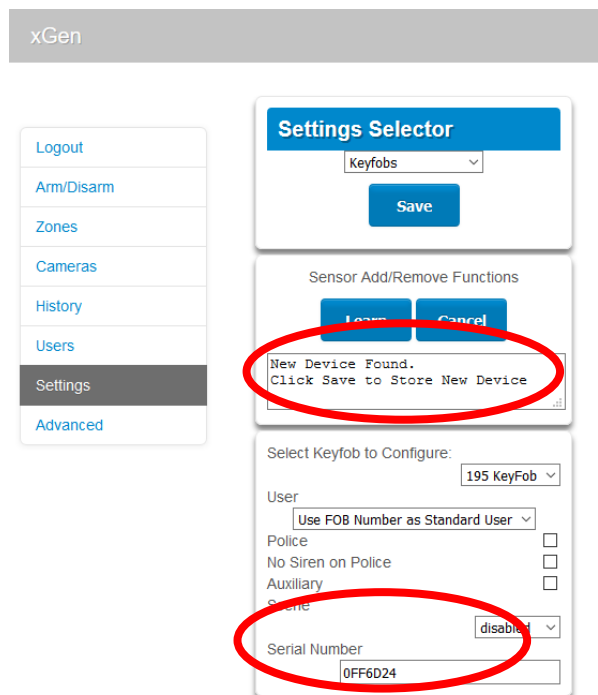 xGen
Logout
Arm/Disarm
Zones
Cameras
History
Users
Settings
Advanced
Settings Selector
Keyfobs
Save
Sensor Add/Remove Functions
Learn Cancel
New Device Found.
Click Save to Store New Device
Select Keyfob to Configure:
195 KeyFob
User
Use FOB Number as Standard User
Police
No Siren on Police
Auxiliary
Scene
disabled
Serial Number
0FF6D24